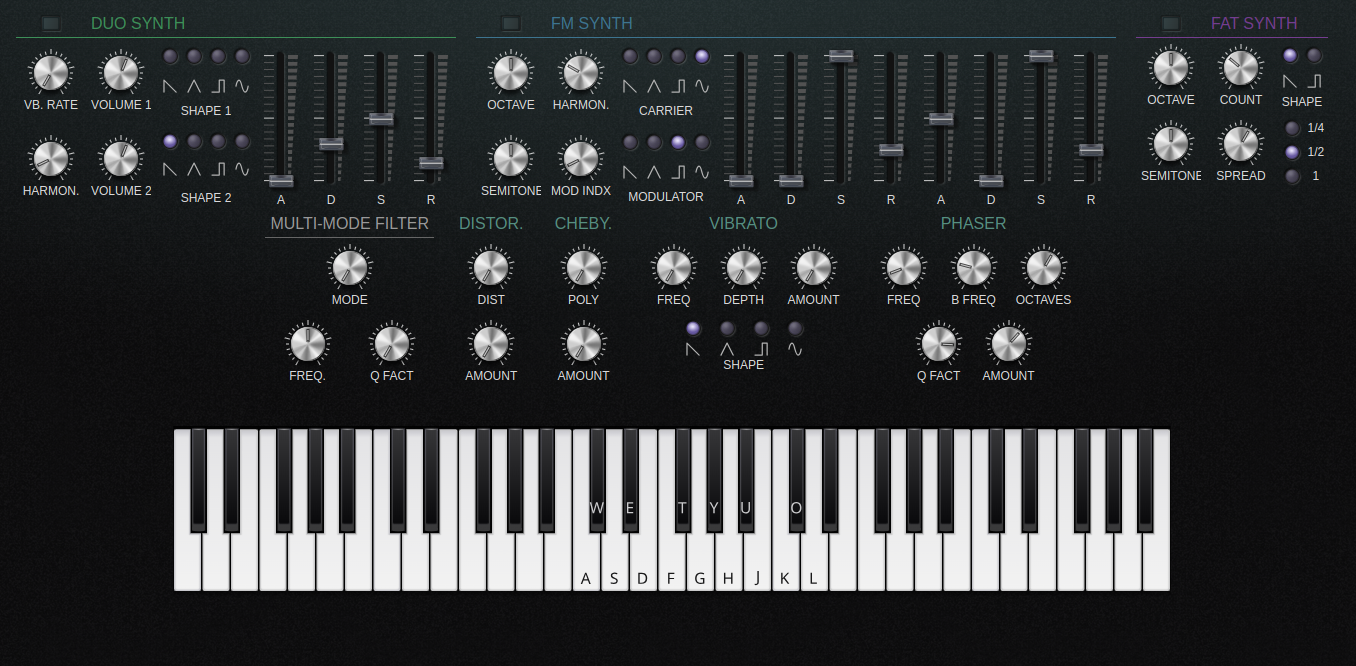 DUO SYNTH
FM SYNTH
FAT SYNTH
VB. RATE VOLUME 1
SHAPE 1
HARMON. VOLUME 2
SHAPE 2
A D S R
OCTAVE HARMON.
CARRIER
SEMITONE MOD INDX
MODULATOR
A D S R A D S R
OCTAVE COUNT
SHAPE
1/4
1/2
1
SEMITONE SPREAD
MULTI-MODE FILTER
DISTOR.
CHEBY.
VIBRATO
PHASER
MODE
DIST
POLY
FREQ DEPTH AMOUNT
FREQ B FREQ OCTAVES
FREQ. Q FACT
AMOUNT
AMOUNT
SHAPE
Q FACT AMOUNT
W E T Y U O
A S D F G H J K L